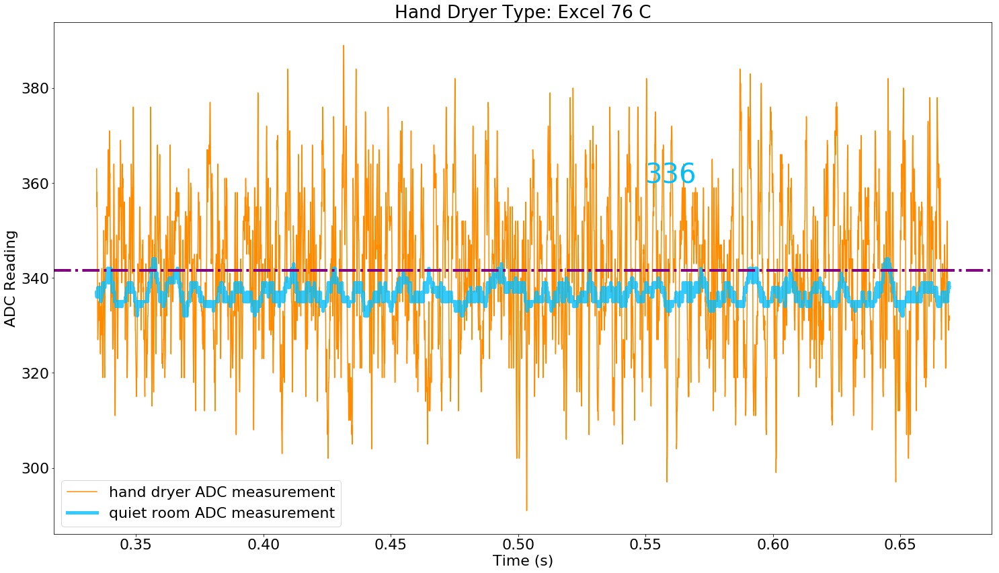 Hand Dryer Type: Excel 76 C
380
360
340
320
300
ADC Reading
336
hand dryer ADC measurement
quiet room ADC measurement
0.35 0.40 0.45 0.50 0.55 0.60 0.65
Time (s)